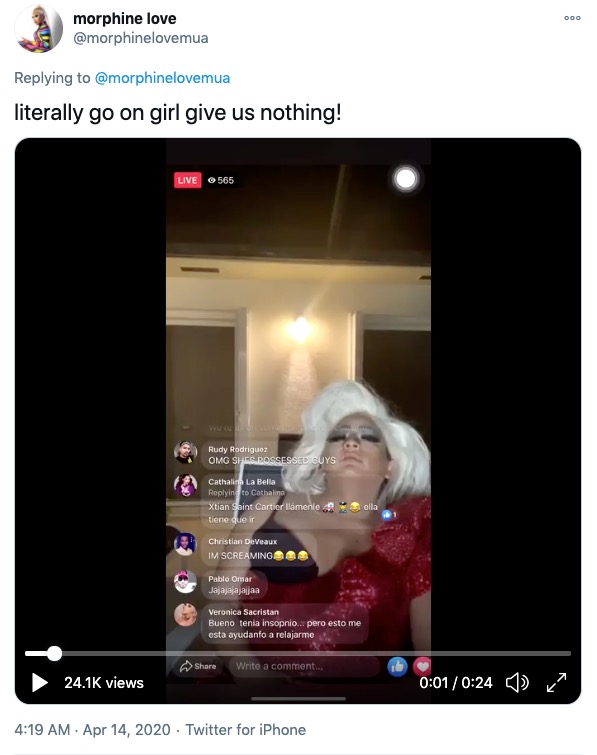 morphine love
@morphinelovemua
Replying to @morphinelovemua
literally go on girl give us nothing!
LIVE 565
Rudy Rodriguez
OMG SHES POSSESSED GUYS
Cathalina La Bella
Replying to Cathalina
Xtian Saint Cartier llámenle 🚑 👮 😂 ella
tiene que ir
1
Christian DeVeaux
IM SCREAMING😂😂😂
Pablo Omar
Jajajajajajjaa
Veronica Sacristan
Bueno tenia insopnio... pero esto me
esta ayudanfo a relajarme
Share Write a comment...
24.1K views 0:01 / 0:24
4:19 AM · Apr 14, 2020 · Twitter for iPhone